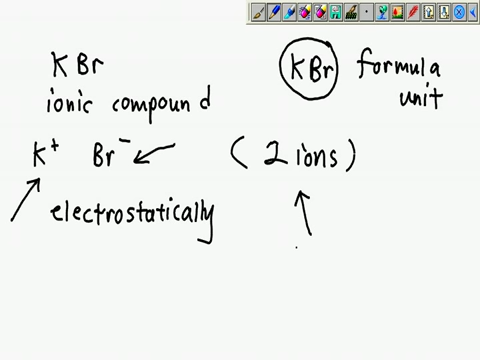 KBr
ionic compound
K⁺ Br⁻
electrostatically
KBr formula
unit
(2 ions)